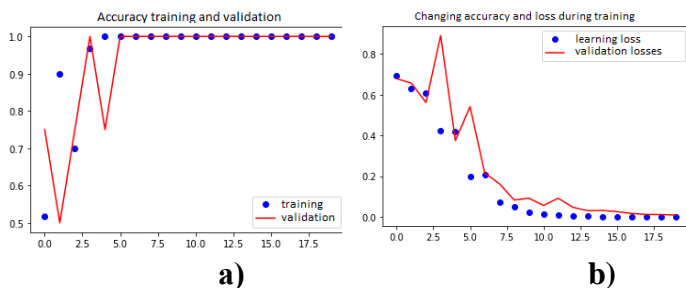 Accuracy training and validation
1.0
0.9
0.8
0.7
0.6
0.5
training
validation
0.0 2.5 5.0 7.5 10.0 12.5 15.0 17.5
a)
Changing accuracy and loss during training
learning loss
validation losses
0.8
0.6
0.4
0.2
0.0
0.0 2.5 5.0 7.5 10.0 12.5 15.0 17.5
b)